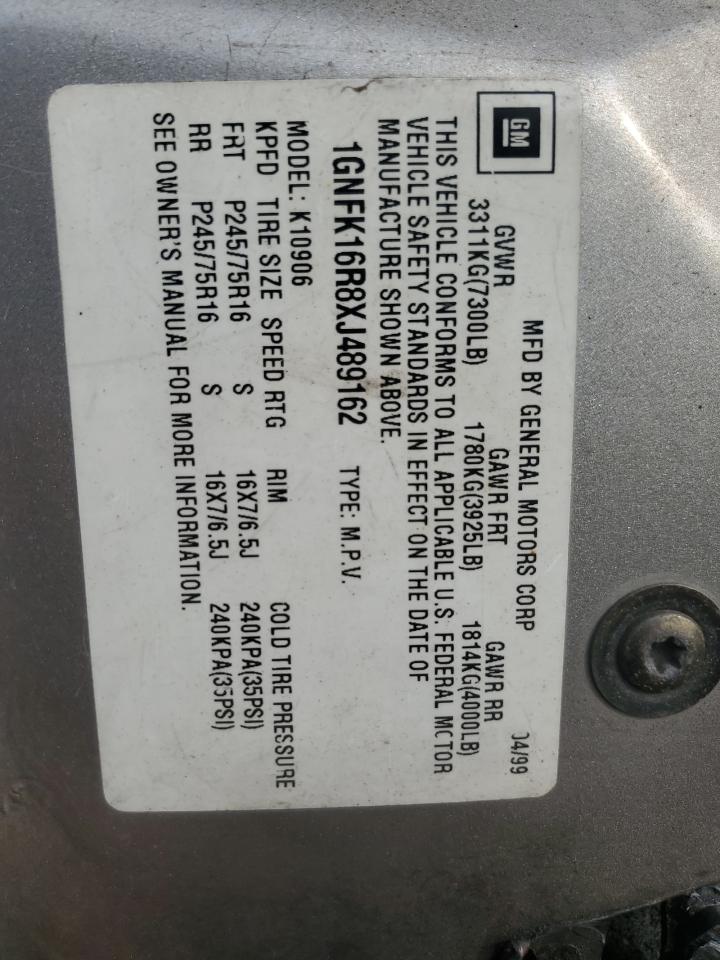 GM
MFD BY GENERAL MOTORS CORP 04/99
GVWR GAWR FRT GAWR RR
3311KG(7300LB) 1780KG(3925LB) 1814KG(4000LB)
THIS VEHICLE CONFORMS TO ALL APPLICABLE U.S. FEDERAL MOTOR
VEHICLE SAFETY STANDARDS IN EFFECT ON THE DATE OF
MANUFACTURE SHOWN ABOVE.
1GNFK16R8XJ489162 TYPE: M.P.V.
MODEL: K10906
KPFD TIRE SIZE SPEED RTG RIM COLD TIRE PRESSURE
FRT P245/75R16 S 16X7/6.5J 240KPA(35PSI)
RR P245/75R16 S 16X7/6.5J 240KPA(35PSI)
SEE OWNER'S MANUAL FOR MORE INFORMATION.